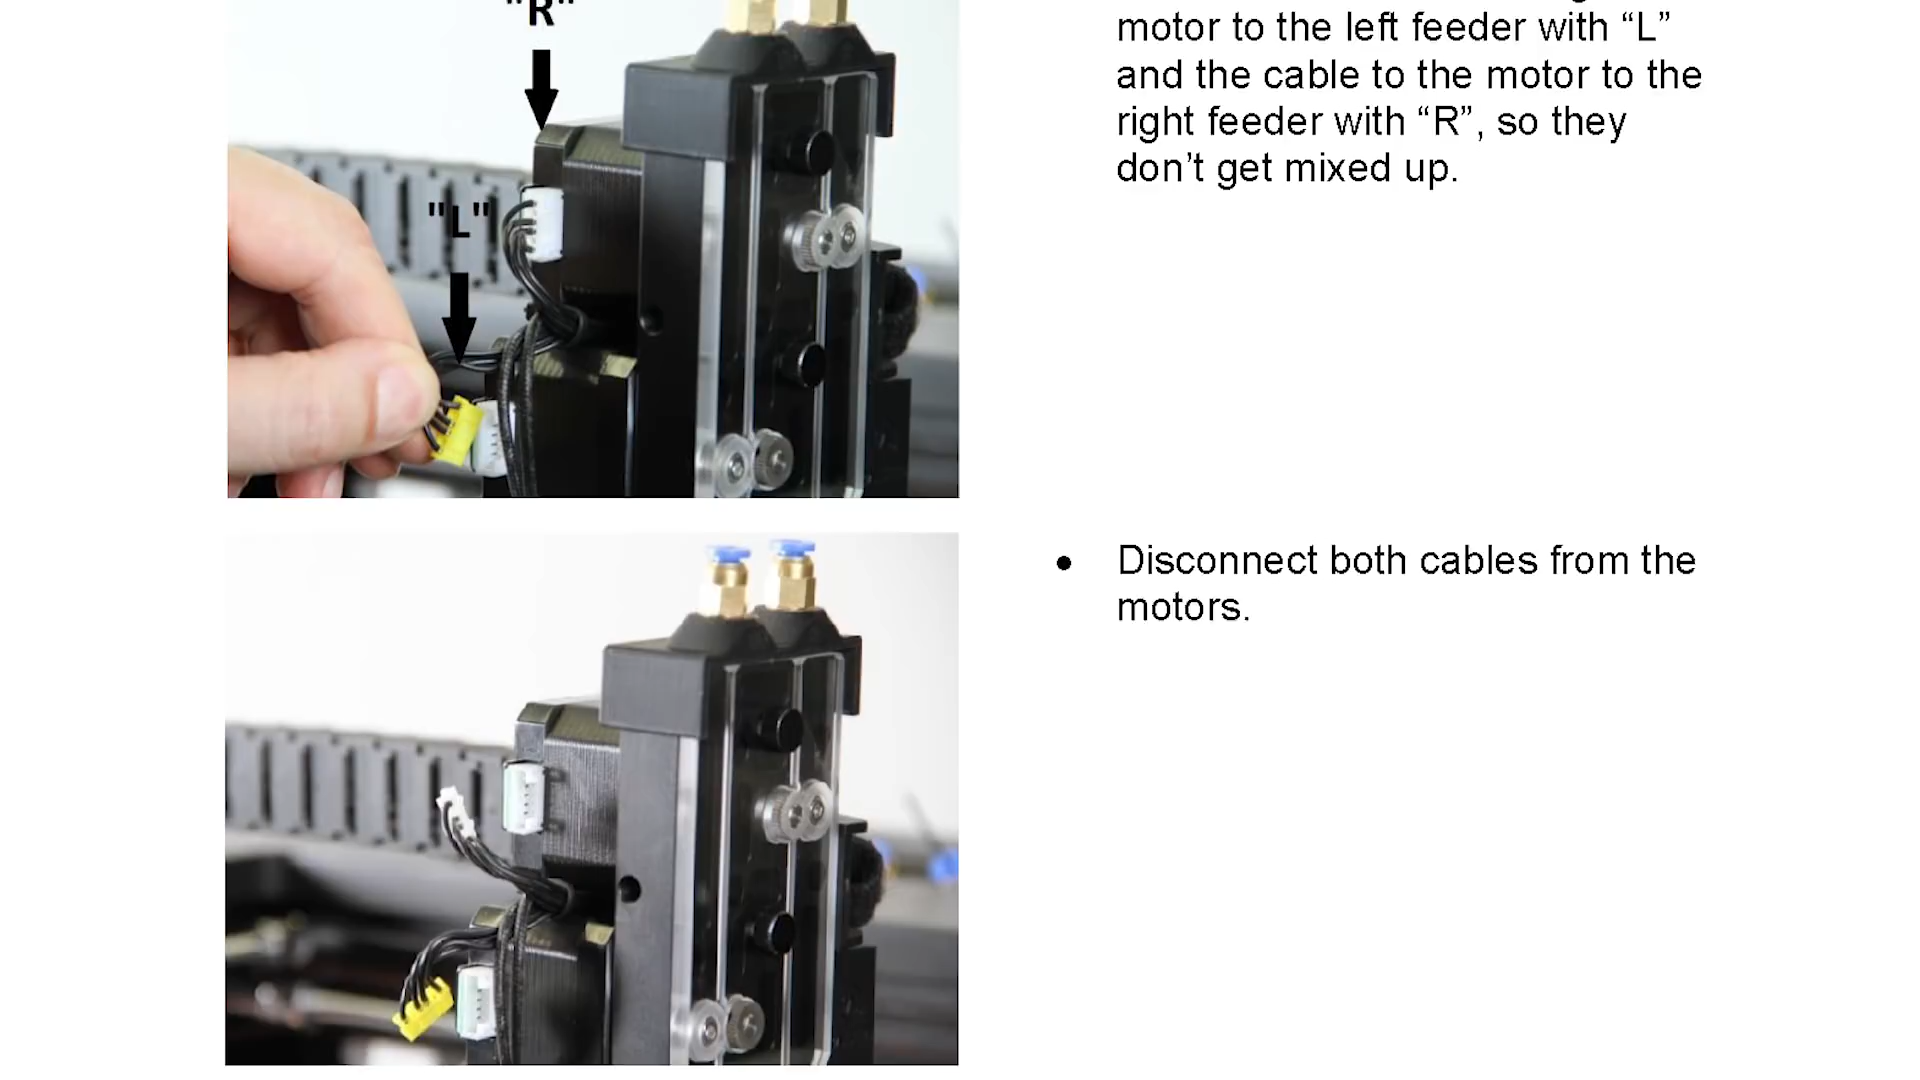 "R"
"L"
motor to the left feeder with “L”
and the cable to the motor to the
right feeder with “R”, so they
don’t get mixed up.
• Disconnect both cables from the
motors.